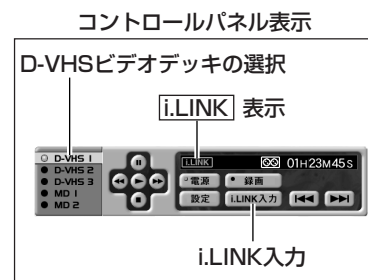 コントロールパネル表示
D-VHSビデオデッキの選択
i.LINK 表示
D-VHS 1
D-VHS 2
D-VHS 3
MD 1
MD 2
i.LINK 01H23M45S
電源 録画
設定 i.LINK入力
i.LINK入力